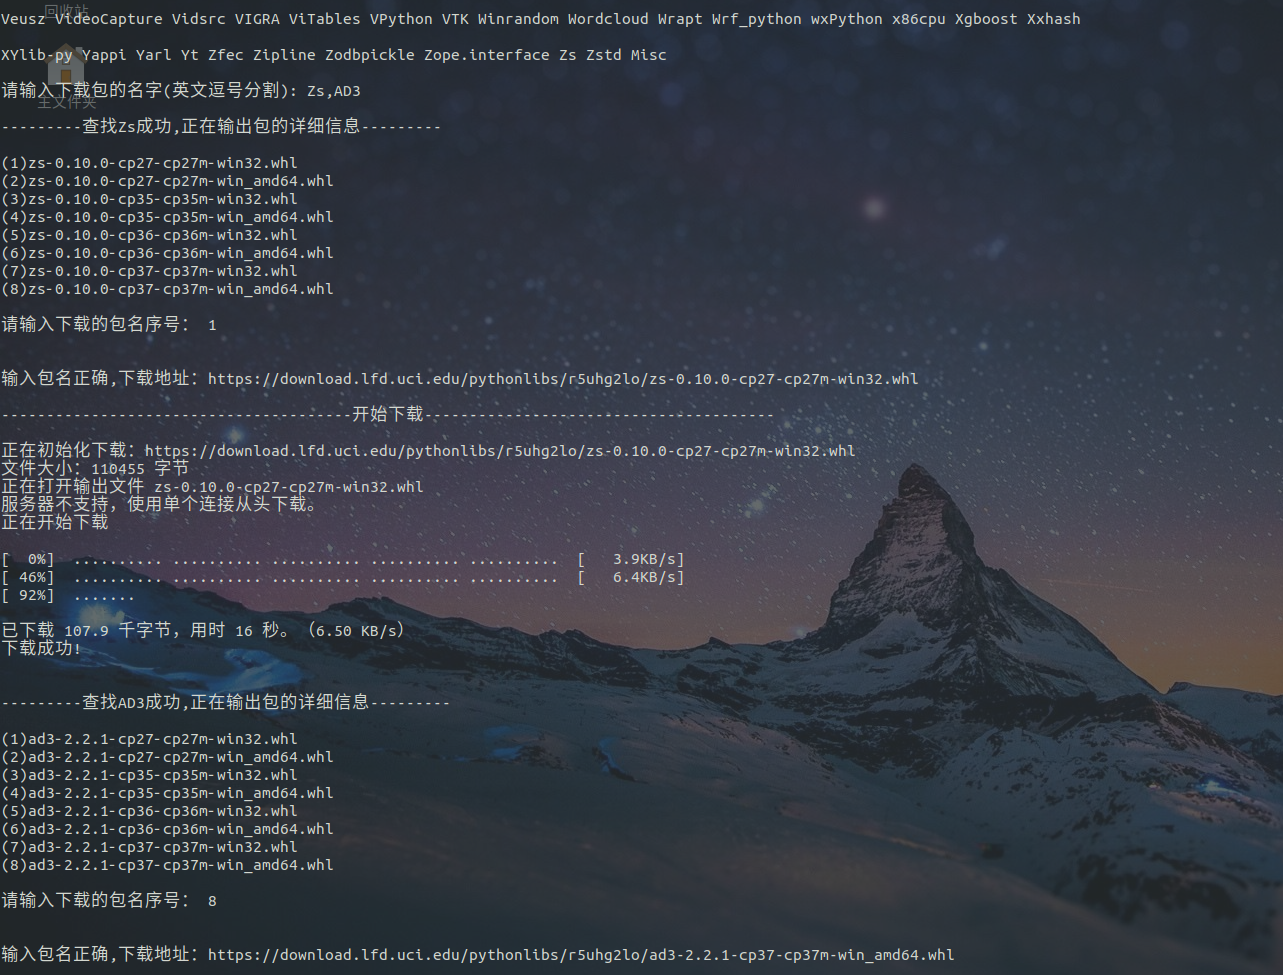 回收站
Veusz VideoCapture Vidsrc VIGRA ViTables VPython VTK Winrandom Wordcloud Wrapt Wrf_python wxPython x86cpu Xgboost Xxhash
XYlib-py Yappi Yarl Yt Zfec Zipline Zodbpickle Zope.interface Zs Zstd Misc
请输入下载包的名字(英文逗号分割): Zs,AD3
主文件夹
---------查找Zs成功,正在输出包的详细信息---------
(1)zs-0.10.0-cp27-cp27m-win32.whl
(2)zs-0.10.0-cp27-cp27m-win_amd64.whl
(3)zs-0.10.0-cp35-cp35m-win32.whl
(4)zs-0.10.0-cp35-cp35m-win_amd64.whl
(5)zs-0.10.0-cp36-cp36m-win32.whl
(6)zs-0.10.0-cp36-cp36m-win_amd64.whl
(7)zs-0.10.0-cp37-cp37m-win32.whl
(8)zs-0.10.0-cp37-cp37m-win_amd64.whl
请输入下载的包名序号： 1
输入包名正确,下载地址：https://download.lfd.uci.edu/pythonlibs/r5uhg2lo/zs-0.10.0-cp27-cp27m-win32.whl
---------------------------------------开始下载---------------------------------------
正在初始化下载：https://download.lfd.uci.edu/pythonlibs/r5uhg2lo/zs-0.10.0-cp27-cp27m-win32.whl
文件大小：110455 字节
正在打开输出文件 zs-0.10.0-cp27-cp27m-win32.whl
服务器不支持，使用单个连接从头下载。
正在开始下载
[  0%]  .......... .......... .......... .......... ..........  [   3.9KB/s]
[ 46%]  .......... .......... .......... .......... ..........  [   6.4KB/s]
[ 92%]  .......
已下载 107.9 千字节，用时 16 秒。（6.50 KB/s）
下载成功!
---------查找AD3成功,正在输出包的详细信息---------
(1)ad3-2.2.1-cp27-cp27m-win32.whl
(2)ad3-2.2.1-cp27-cp27m-win_amd64.whl
(3)ad3-2.2.1-cp35-cp35m-win32.whl
(4)ad3-2.2.1-cp35-cp35m-win_amd64.whl
(5)ad3-2.2.1-cp36-cp36m-win32.whl
(6)ad3-2.2.1-cp36-cp36m-win_amd64.whl
(7)ad3-2.2.1-cp37-cp37m-win32.whl
(8)ad3-2.2.1-cp37-cp37m-win_amd64.whl
请输入下载的包名序号： 8
输入包名正确,下载地址：https://download.lfd.uci.edu/pythonlibs/r5uhg2lo/ad3-2.2.1-cp37-cp37m-win_amd64.whl